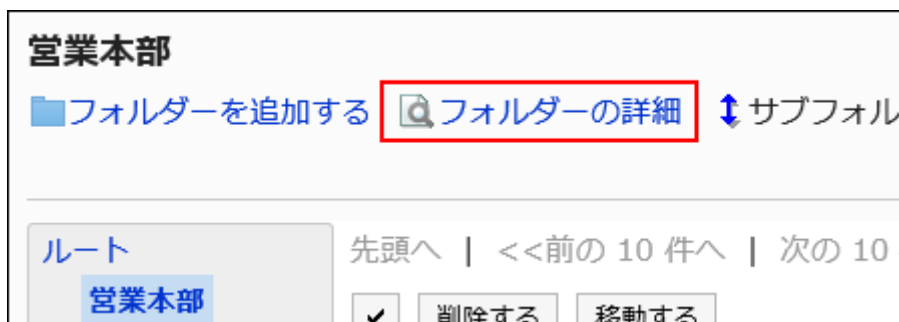 営業本部
フォルダーを追加する フォルダーの詳細 サブフォル
ルート
営業本部
先頭へ | <<前の 10 件へ | 次の 10
削除する 移動する